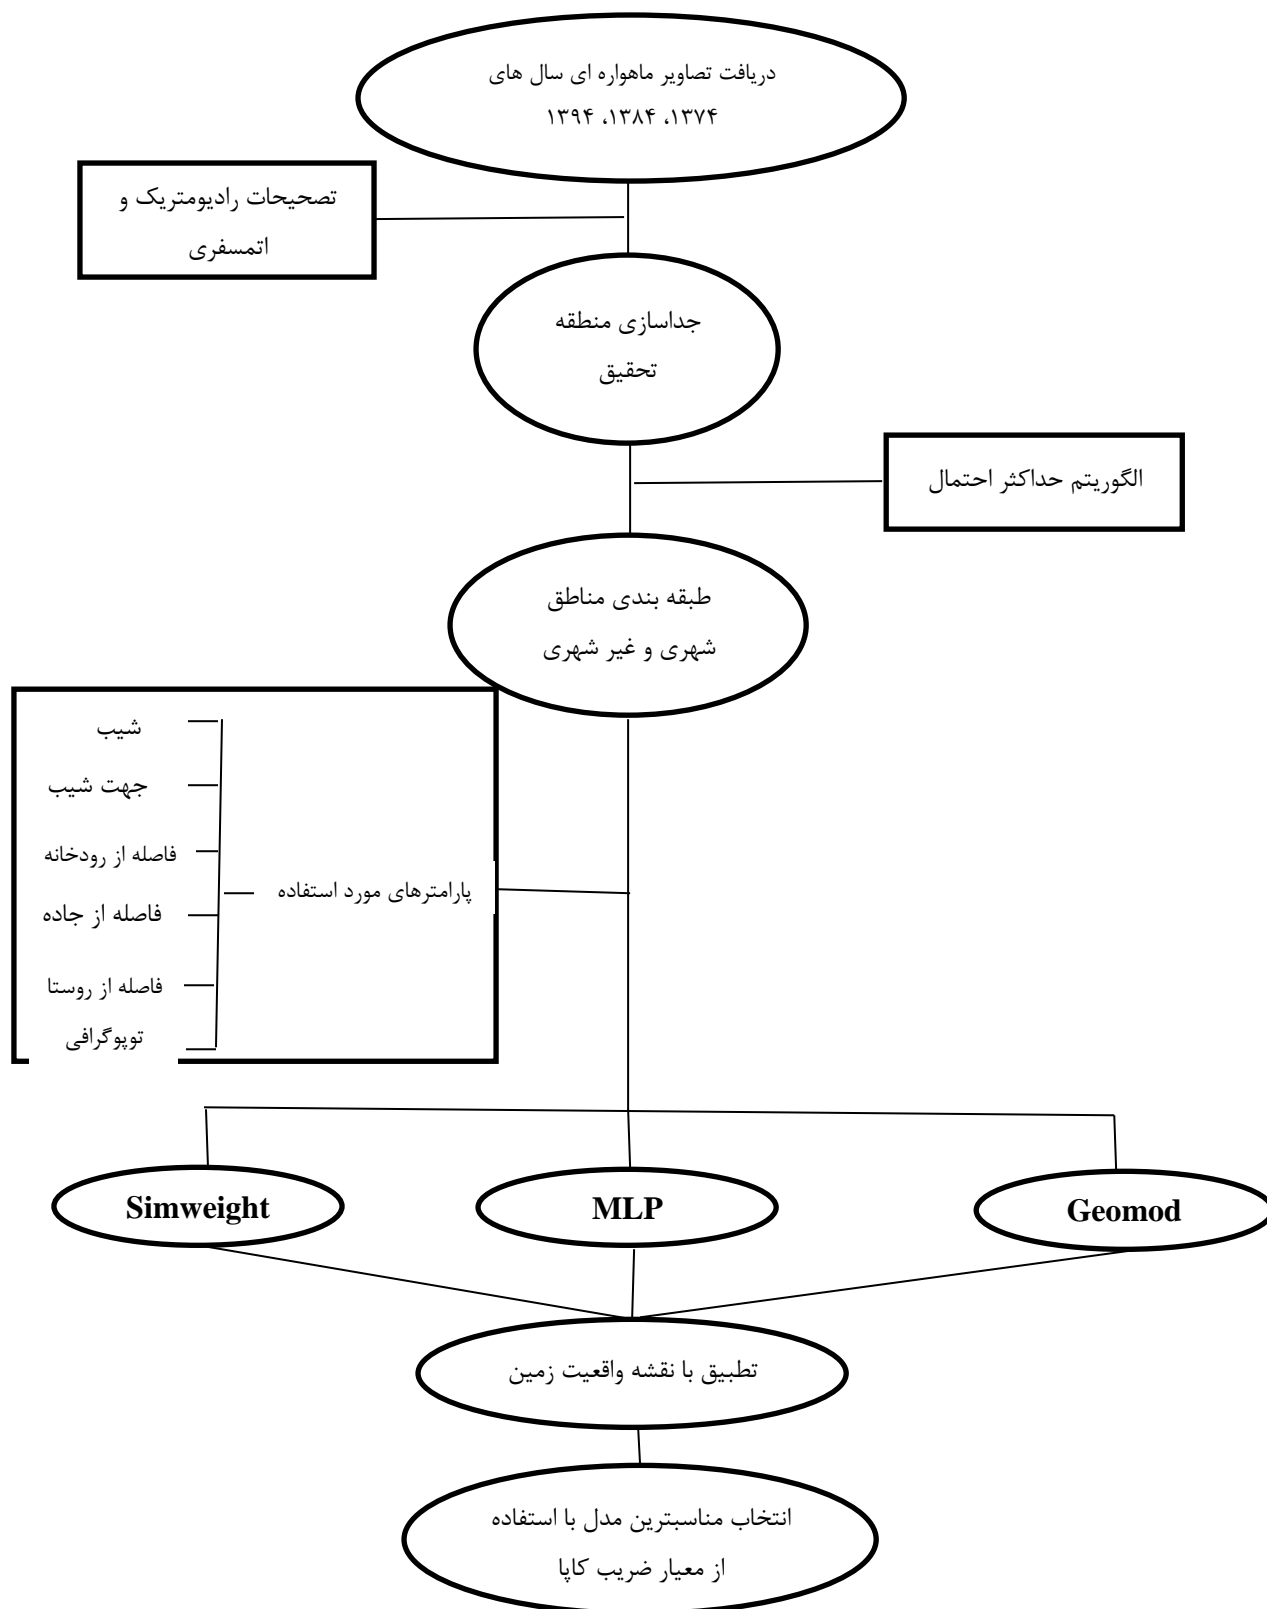 دریافت تصاویر ماهواره ای سال های
۱۳۷۴، ۱۳۸۴، ۱۳۹۴
تصحیحات رادیومتریک و
اتمسفری
جداسازی منطقه
تحقیق
الگوریتم حداکثر احتمال
طبقه بندی مناطق
شهری و غیر شهری
پارامترهای مورد استفاده
شیب
جهت شیب
فاصله از رودخانه
فاصله از جاده
فاصله از روستا
توپوگرافی
Simweight
MLP
Geomod
تطبیق با نقشه واقعیت زمین
انتخاب مناسبترین مدل با استفاده
از معیار ضریب کاپا